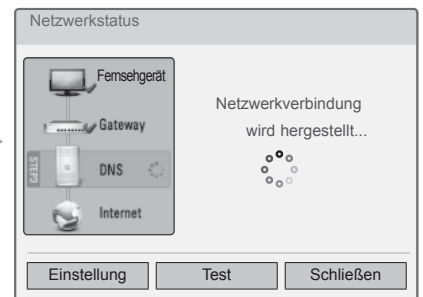 Netzwerkstatus
Fernsehgerät
Gateway
STEP3
DNS
Internet
Netzwerkverbindung
wird hergestellt...
Einstellung
Test
Schließen